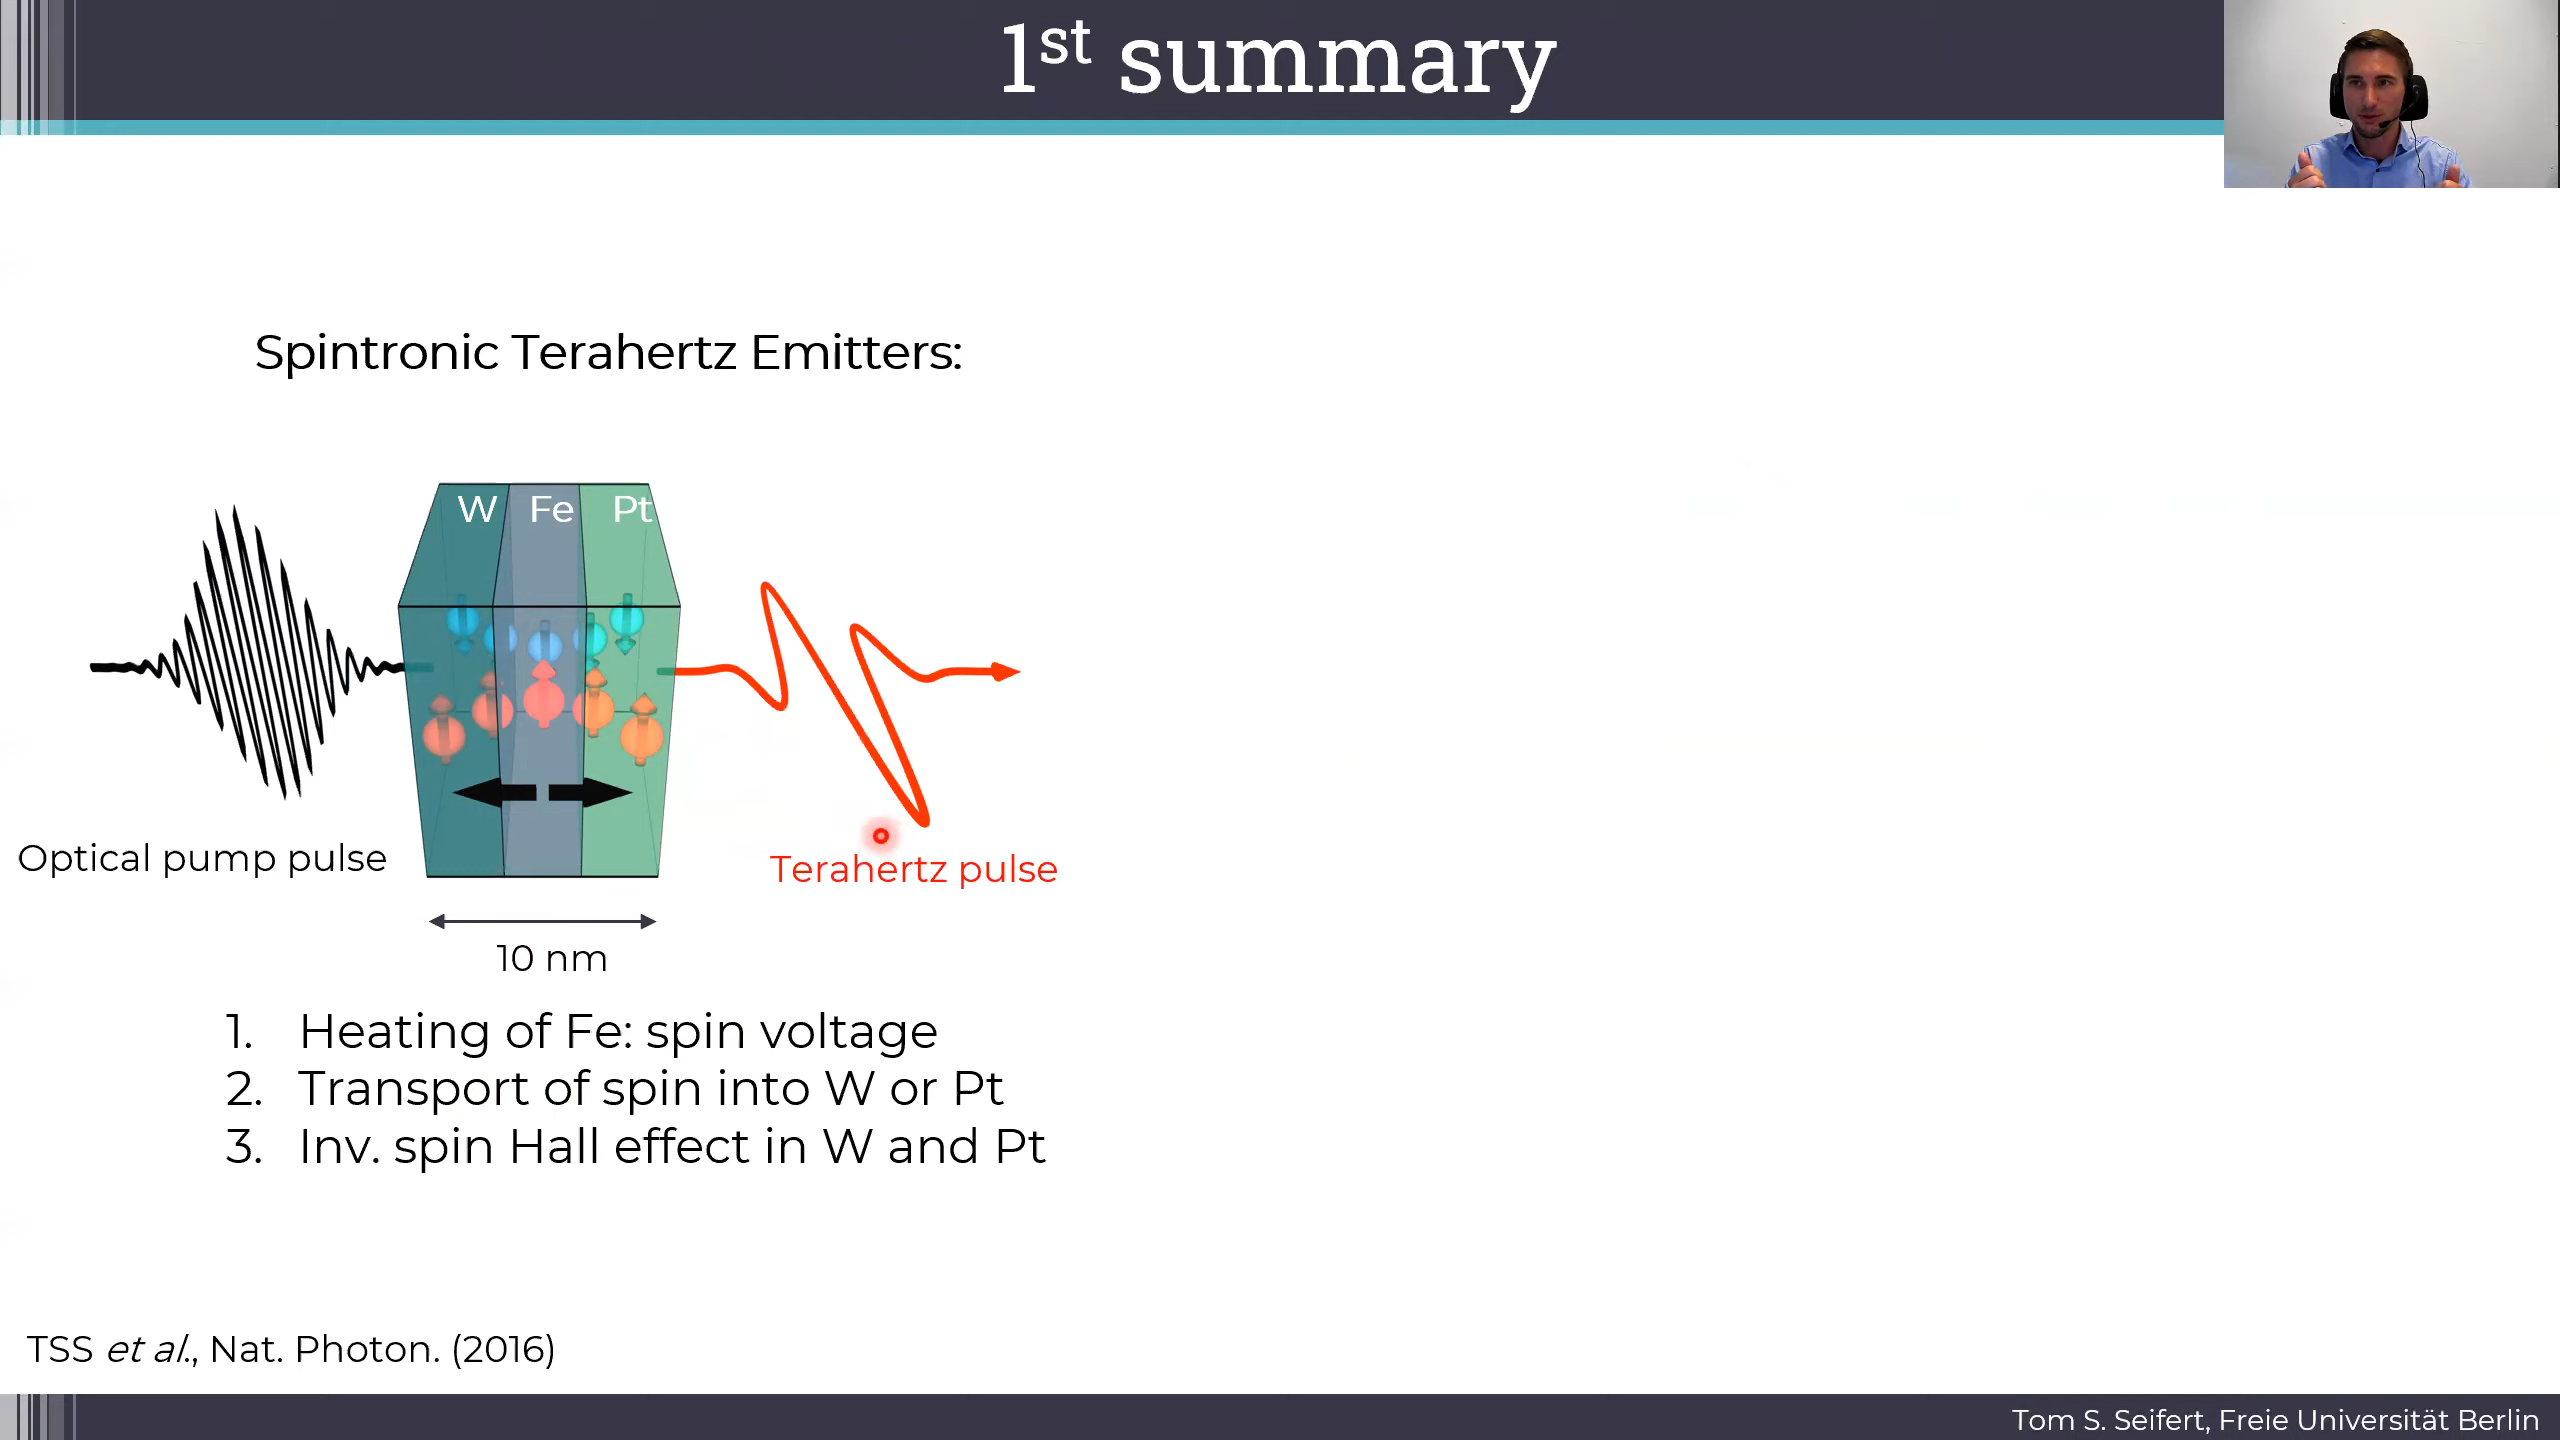 1st summary
Spintronic Terahertz Emitters:
W Fe Pt
Optical pump pulse
Terahertz pulse
10 nm
1. Heating of Fe: spin voltage
2. Transport of spin into W or Pt
3. Inv. spin Hall effect in W and Pt
TSS et al., Nat. Photon. (2016)
Tom S. Seifert, Freie Universität Berlin